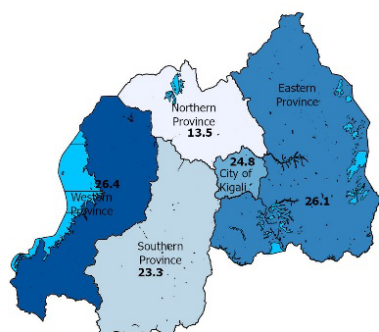 Northern
Province
13.5
Eastern
Province
24.8
City of
Kigali
26.4
Western
Province
26.1
Southern
Province
23.3